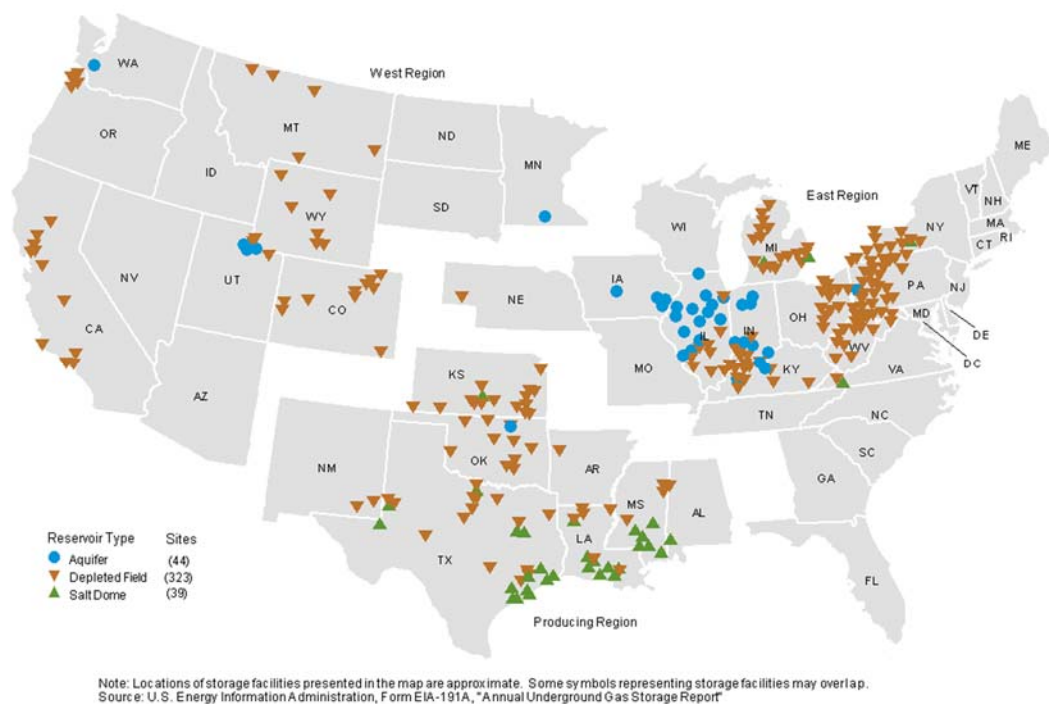 WA
West Region
MT
ND
ME
OR
MN
VT
ID
NH
East Region
SD
WI
NY
MA
WY
RI
MI
CT
IA
PA
NJ
NV
UT
NE
OH
MD
IL
IN
CO
DE
CA
WV
DC
KS
MO
KY
VA
AZ
TN
NC
OK
NM
AR
SC
GA
MS
AL
LA
TX
FL
Reservoir Type Sites
Aquifer (44)
Depleted Field (323)
Salt Dome (39)
Producing Region
Note: Locations of storage facilities presented in the map are approximate. Some symbols representing storage facilities may overlap.
Source: U.S. Energy Information Administration, Form EIA-191A, "Annual Underground Gas Storage Report"